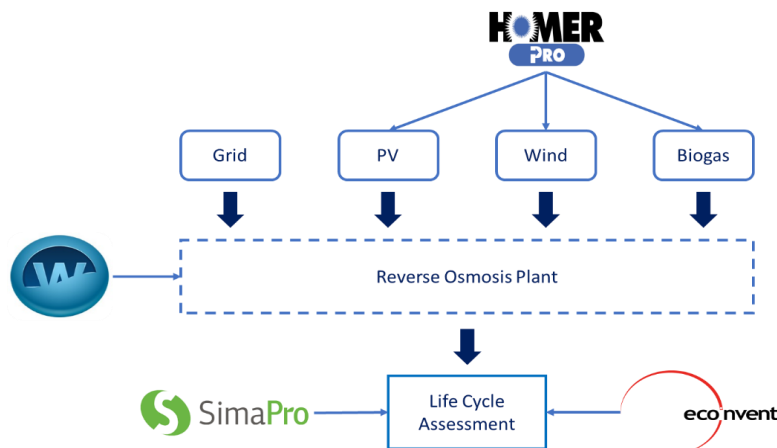 HOMER
PRO
Grid
PV
Wind
Biogas
W
Reverse Osmosis Plant
SimaPro
Life Cycle
Assessment
ecoinvent